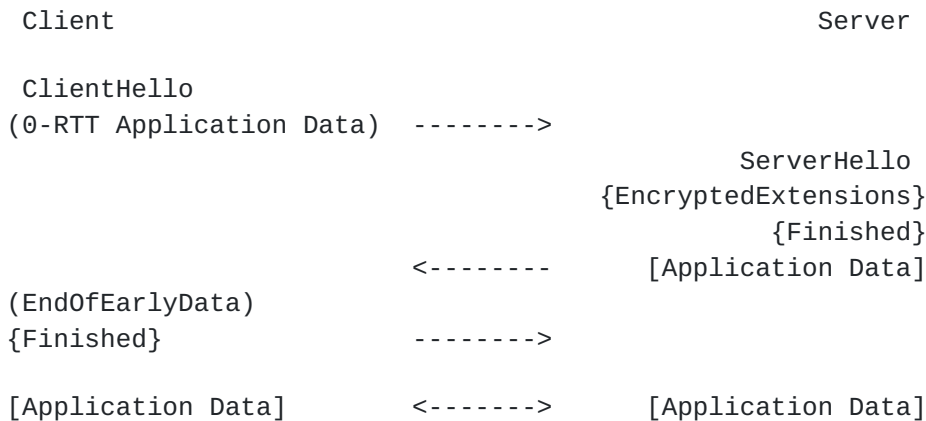 Client Server
ClientHello
(0-RTT Application Data) -------->
ServerHello
{EncryptedExtensions}
{Finished}
<-------- [Application Data]
(EndOfEarlyData)
{Finished} -------->
[Application Data] <-------> [Application Data]